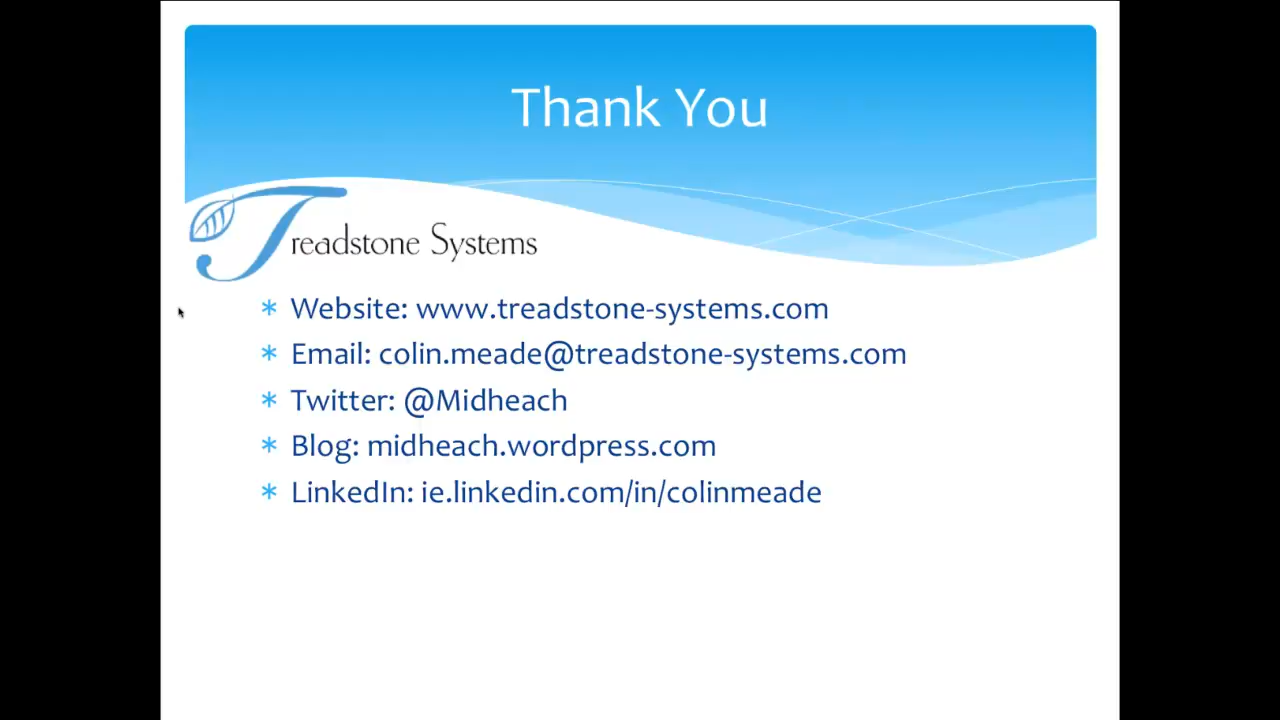 Thank You
Treadstone Systems
* Website: www.treadstone-systems.com
* Email: colin.meade@treadstone-systems.com
* Twitter: @Midheach
* Blog: midheach.wordpress.com
* LinkedIn: ie.linkedin.com/in/colinmeade